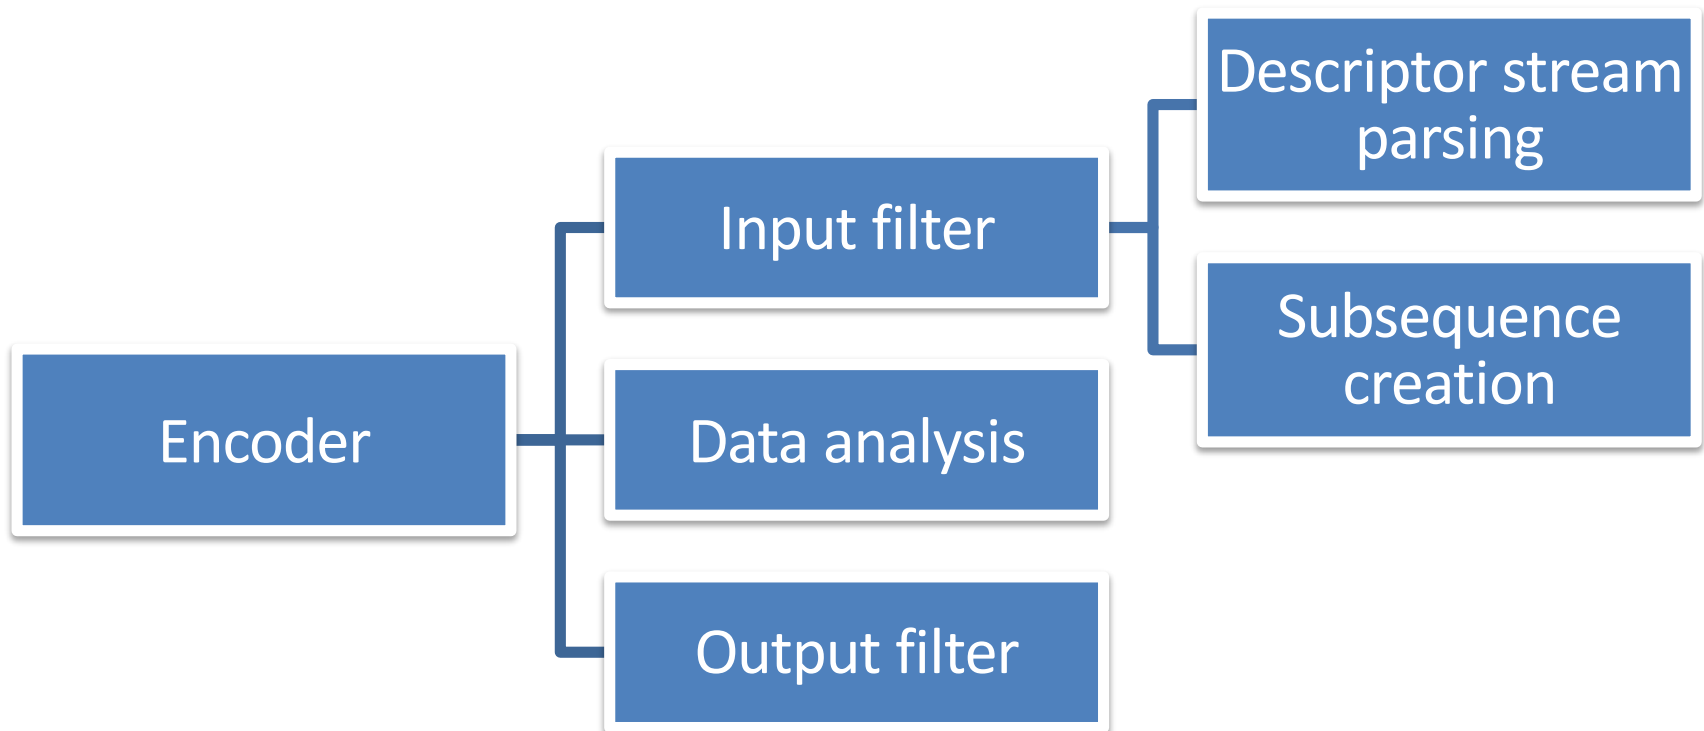 Encoder
Input filter
Data analysis
Output filter
Descriptor stream
parsing
Subsequence
creation